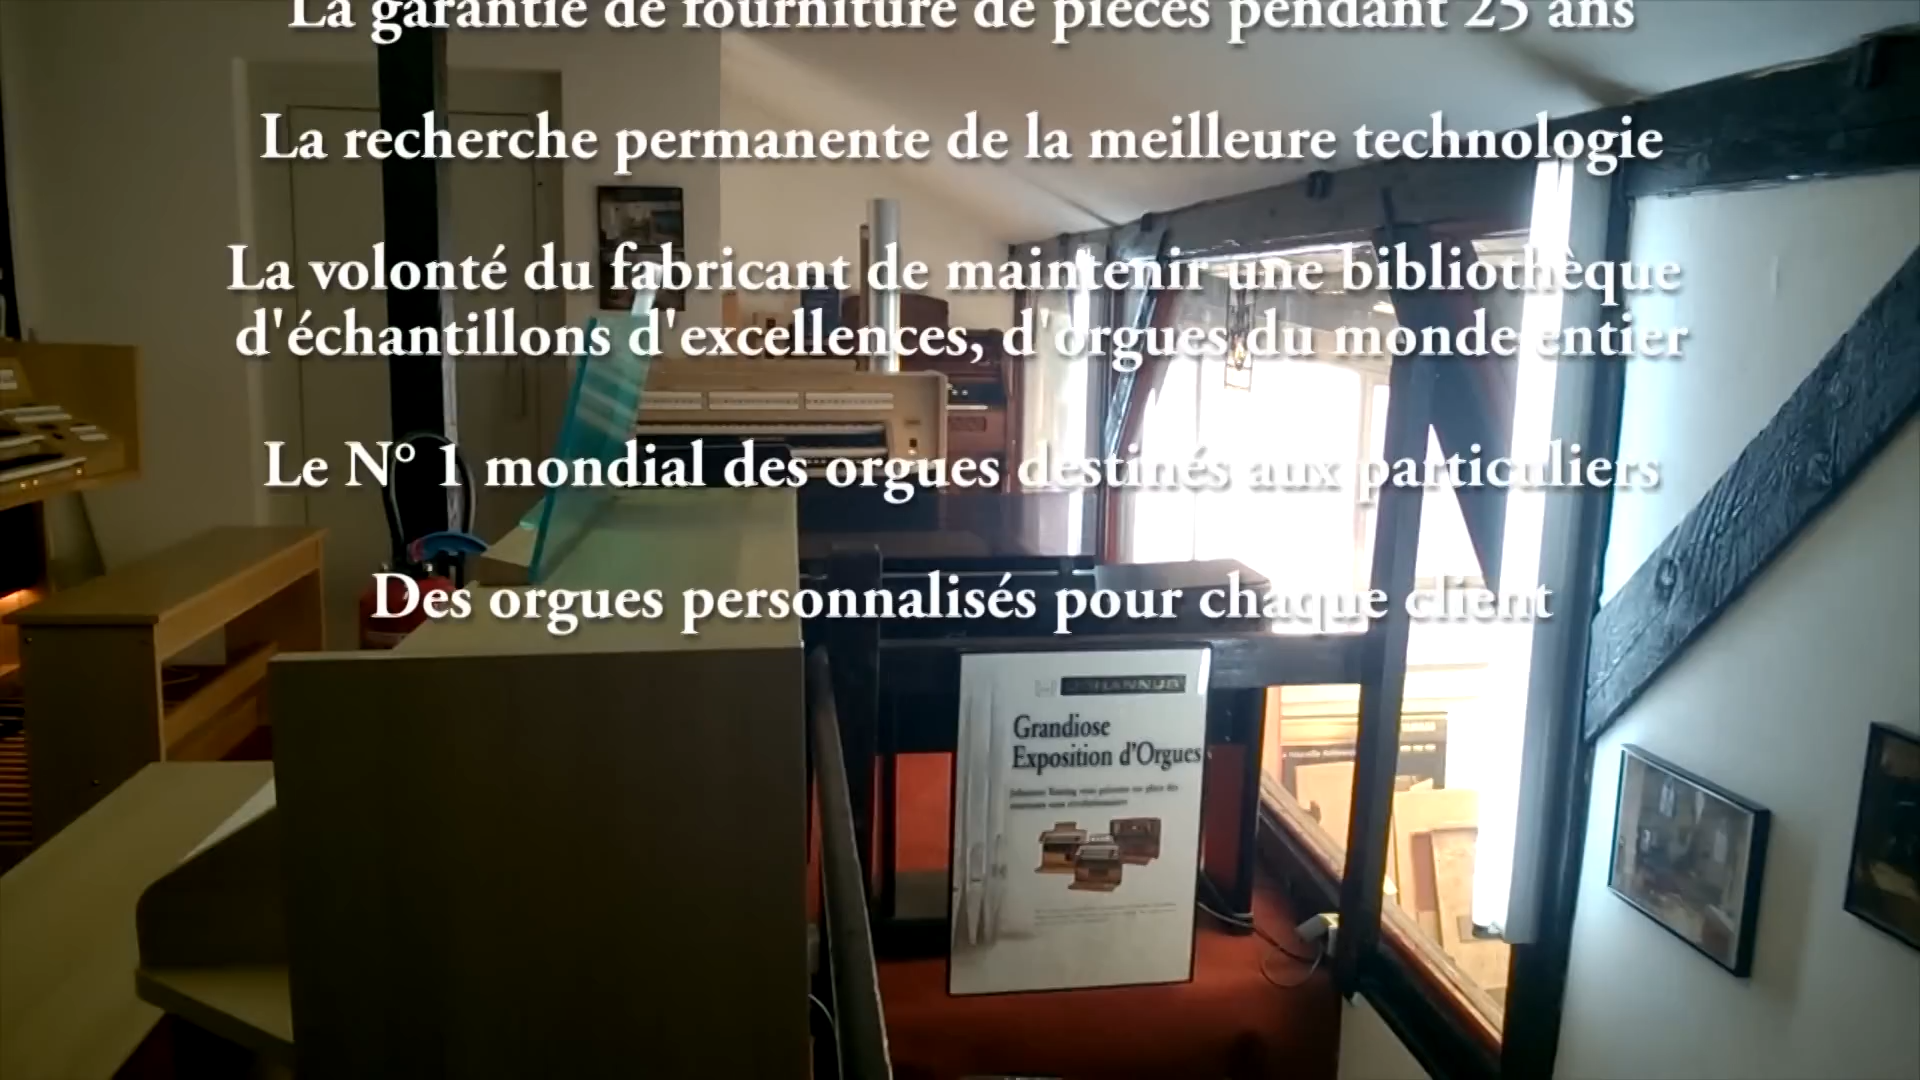 La garantie de fourniture de pièces pendant 25 ans
La recherche permanente de la meilleure technologie
La volonté du fabricant de maintenir une bibliothèque
d'échantillons d'excellences, d'orgues du monde entier
Le N° 1 mondial des orgues destinés aux particuliers
Des orgues personnalisés pour chaque client
JOHANNUS
Grandiose
Exposition d'Orgues